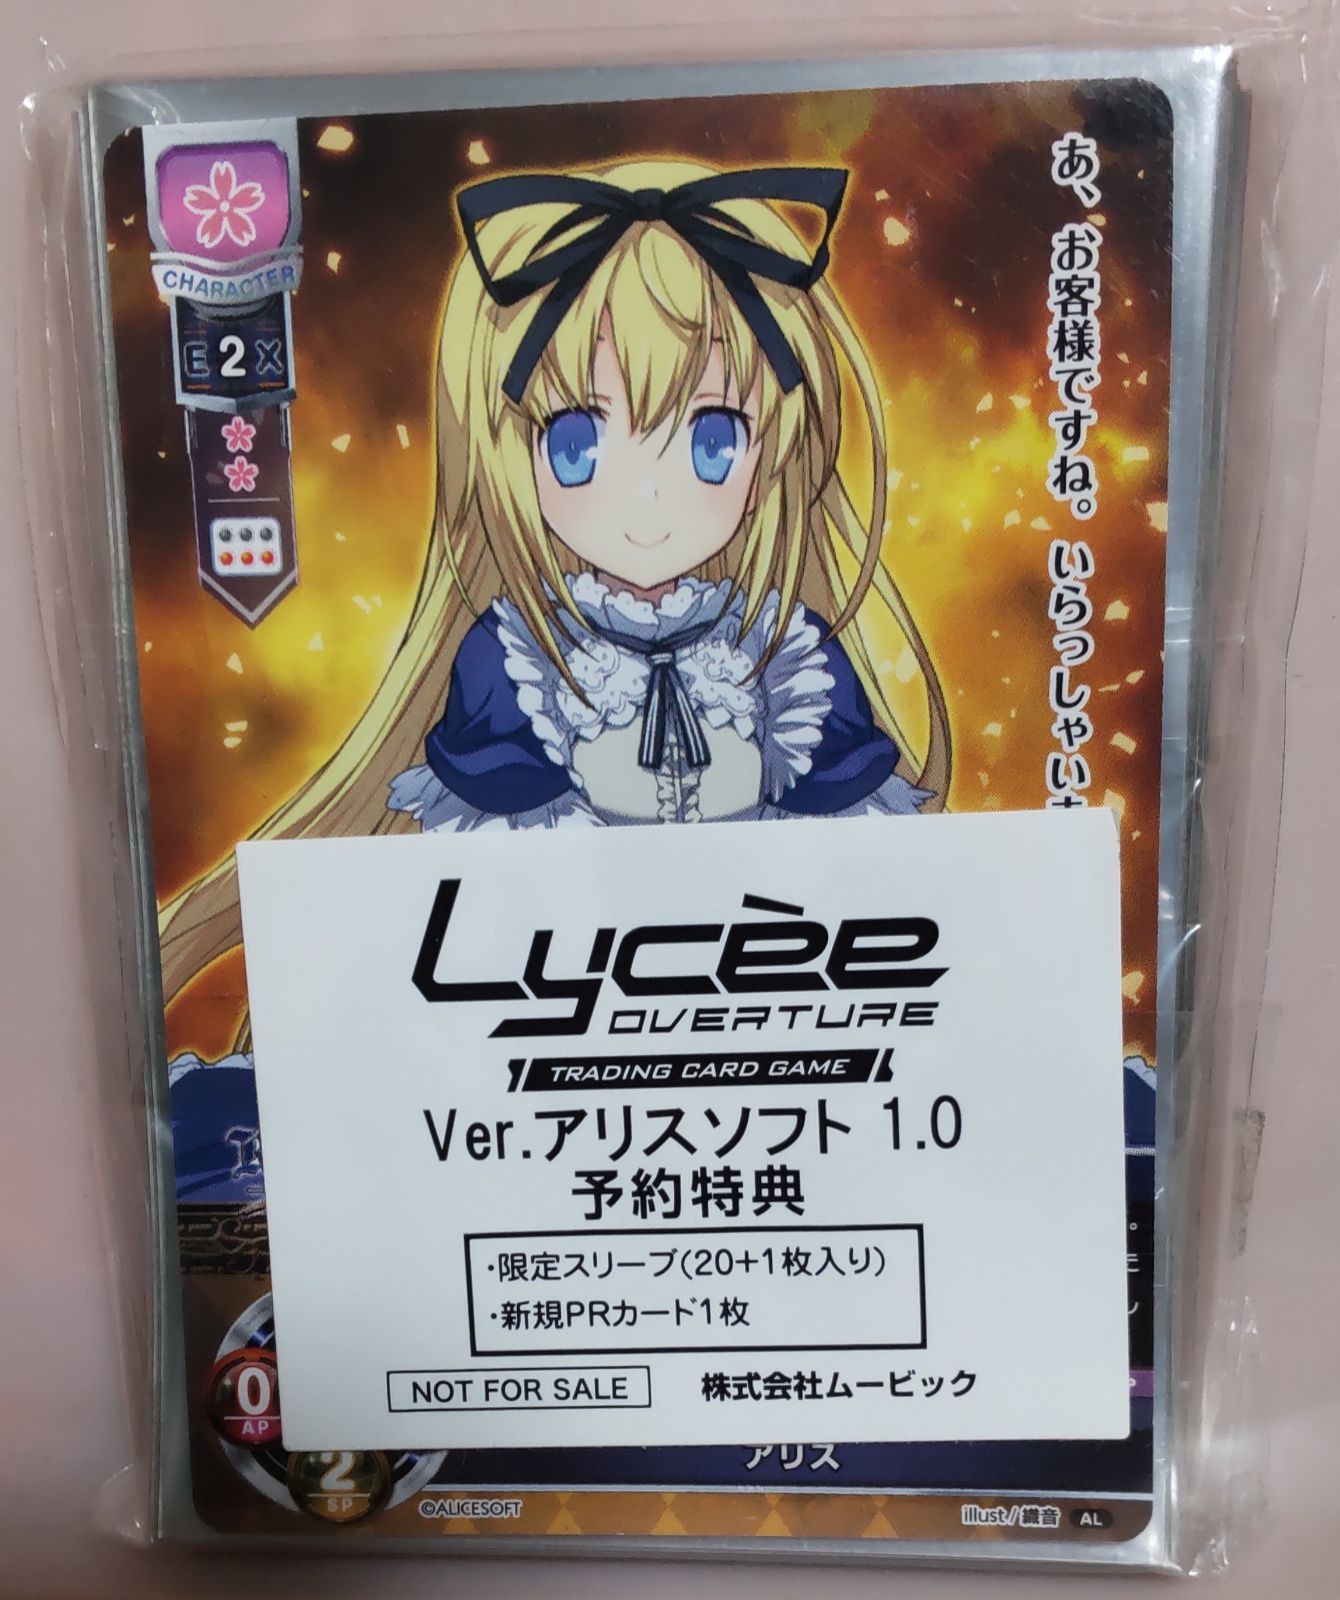 CHARACTER
E 2 X
あ、お客様ですね。いらっしゃいま
Lycèe
OVERTURE
TRADING CARD GAME
Ver.アリスソフト 1.0
予約特典
・限定スリーブ(20+1枚入り)
・新規PRカード1枚
NOT FOR SALE 株式会社ムービック
0
AP
2
SP
アリス
©ALICESOFT
illust/織音 AL